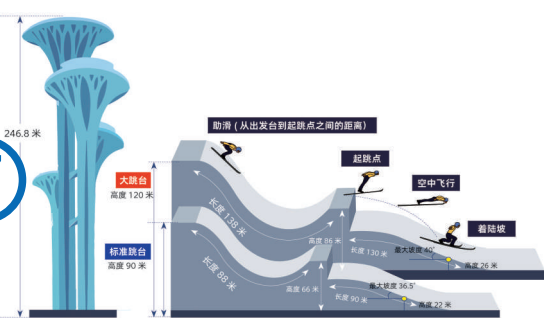 246.8 米
助滑 ( 从出发台到起跳点之间的距离)
起跳点
空中飞行
着陆坡
大跳台
高度 120 米
长度 138 米
高度 86 米
长度 130 米
最大坡度 40°
高度 26 米
标准跳台
高度 90 米
长度 88 米
高度 66 米
长度 90 米
最大坡度 36.5°
高度 22 米